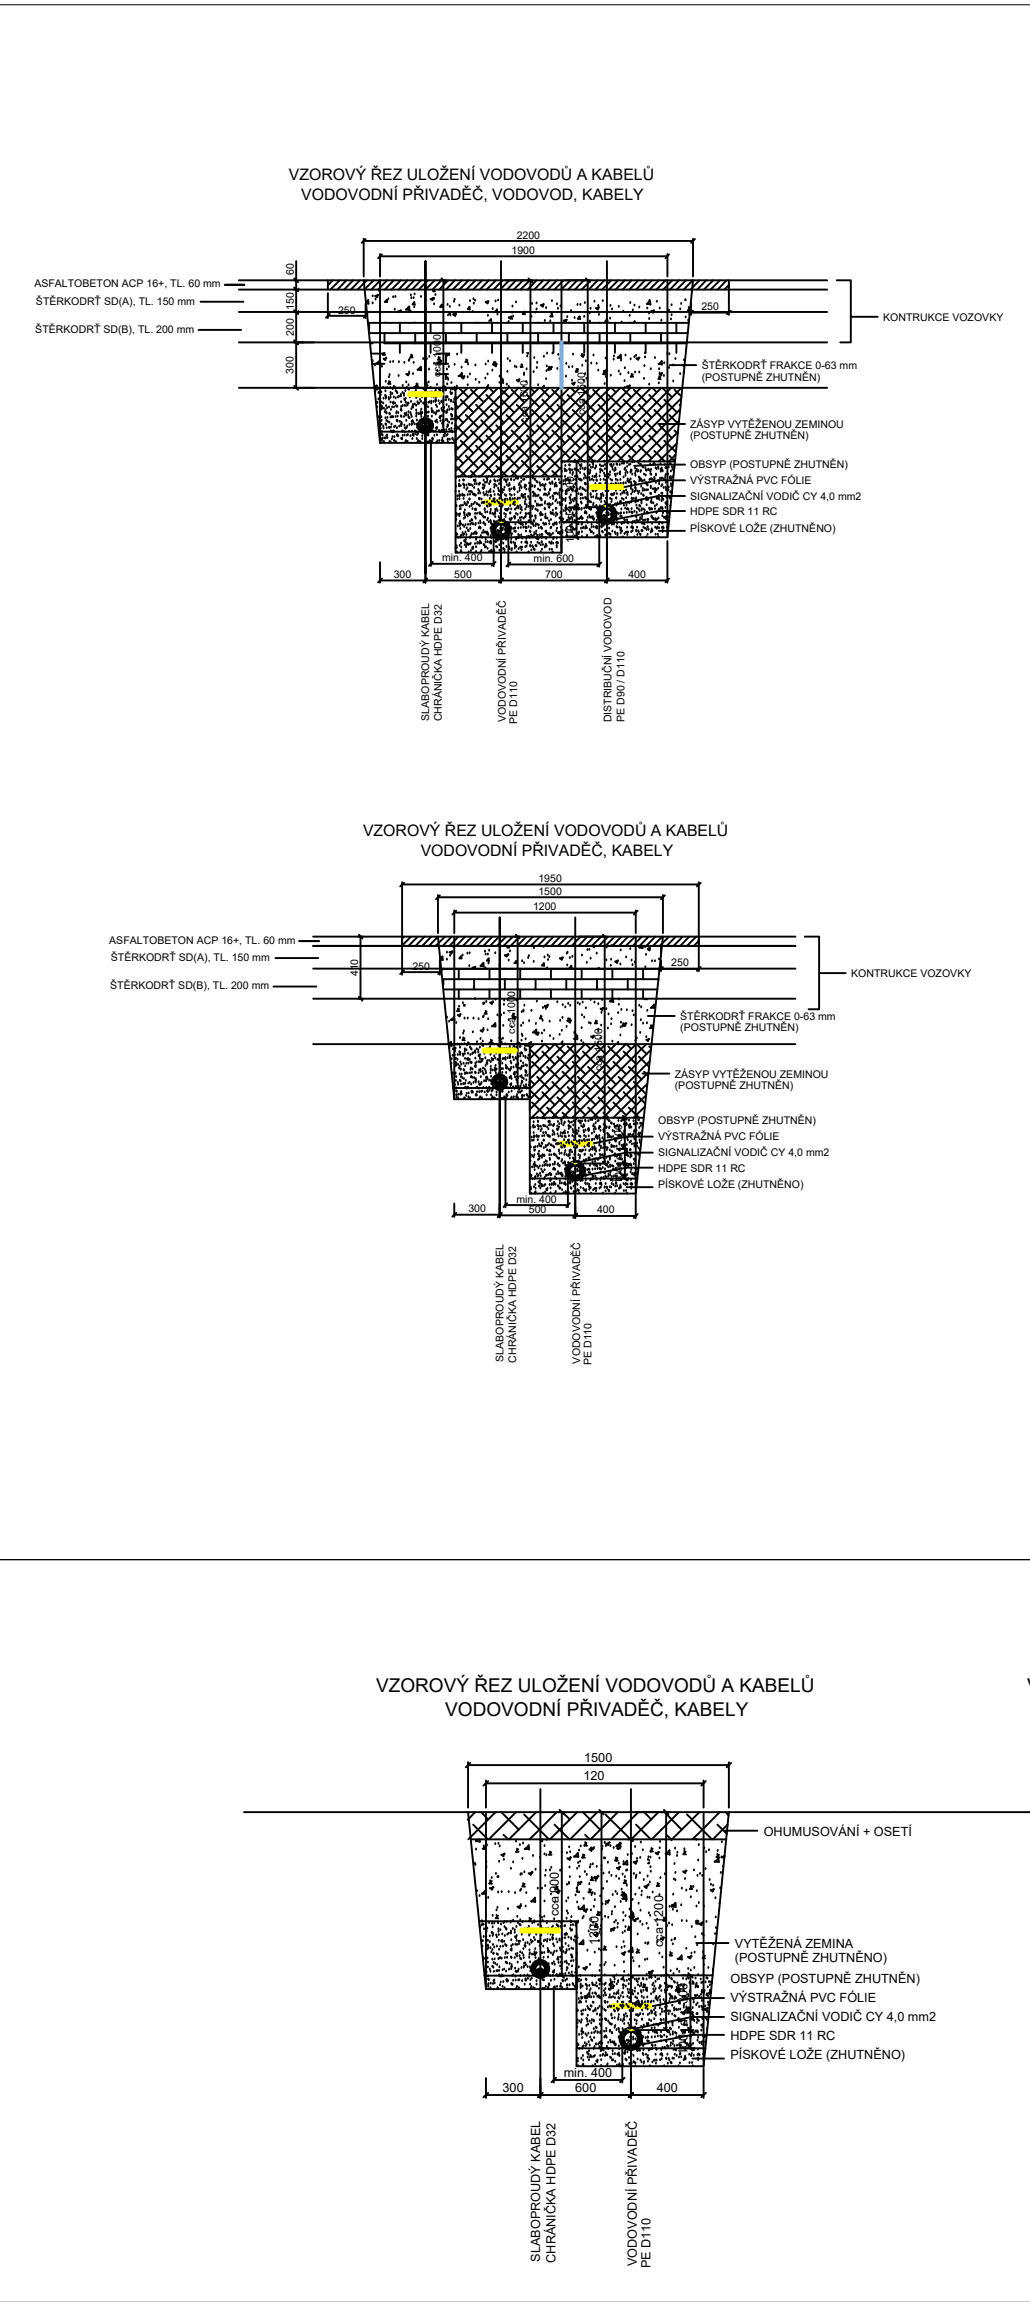 VZOROVÝ ŘEZ ULOŽENÍ VODOVODŮ A KABELŮ
VODOVODNÍ PŘIVADĚČ, VODOVOD, KABELY
2200
1900
60
ASFALTOBETON ACP 16+, TL. 60 mm
ŠTĚRKODRŤ SD(A), TL. 150 mm
150
250
250
KONTRUKCE VOZOVKY
ŠTĚRKODRŤ SD(B), TL. 200 mm
200
cca 1000
300
ŠTĚRKODRŤ FRAKCE 0-63 mm
(POSTUPNĚ ZHUTNĚN)
ZÁSYP VYTĚŽENOU ZEMINOU
(POSTUPNĚ ZHUTNĚN)
OBSYP (POSTUPNĚ ZHUTNĚN)
VÝSTRAŽNÁ PVC FÓLIE
SIGNALIZAČNÍ VODIČ CY 4,0 mm2
HDPE SDR 11 RC
PÍSKOVÉ LOŽE (ZHUTNĚNO)
min. 400
min. 600
300
500
700
400
SLABOPROUDÝ KABEL
CHRÁNIČKA HDPE D32
VODOVODNÍ PŘIVADĚČ
PE D110
DISTRIBUČNÍ VODOVOD
PE D90 / D110
VZOROVÝ ŘEZ ULOŽENÍ VODOVODŮ A KABELŮ
VODOVODNÍ PŘIVADĚČ, KABELY
1950
1500
1200
ASFALTOBETON ACP 16+, TL. 60 mm
ŠTĚRKODRŤ SD(A), TL. 150 mm
410
250
250
KONTRUKCE VOZOVKY
ŠTĚRKODRŤ SD(B), TL. 200 mm
cca 1000
ŠTĚRKODRŤ FRAKCE 0-63 mm
(POSTUPNĚ ZHUTNĚN)
ZÁSYP VYTĚŽENOU ZEMINOU
(POSTUPNĚ ZHUTNĚN)
OBSYP (POSTUPNĚ ZHUTNĚN)
VÝSTRAŽNÁ PVC FÓLIE
SIGNALIZAČNÍ VODIČ CY 4,0 mm2
HDPE SDR 11 RC
PÍSKOVÉ LOŽE (ZHUTNĚNO)
min. 400
300
500
400
SLABOPROUDÝ KABEL
CHRÁNIČKA HDPE D32
VODOVODNÍ PŘIVADĚČ
PE D110
VZOROVÝ ŘEZ ULOŽENÍ VODOVODŮ A KABELŮ
VODOVODNÍ PŘIVADĚČ, KABELY
1500
120
OHUMUSOVÁNÍ + OSETÍ
cca 900
1300
cca 1200
VYTĚŽENÁ ZEMINA
(POSTUPNĚ ZHUTNĚNO)
OBSYP (POSTUPNĚ ZHUTNĚN)
VÝSTRAŽNÁ PVC FÓLIE
SIGNALIZAČNÍ VODIČ CY 4,0 mm2
HDPE SDR 11 RC
PÍSKOVÉ LOŽE (ZHUTNĚNO)
min. 400
300
600
400
SLABOPROUDÝ KABEL
CHRÁNIČKA HDPE D32
VODOVODNÍ PŘIVADĚČ
PE D110